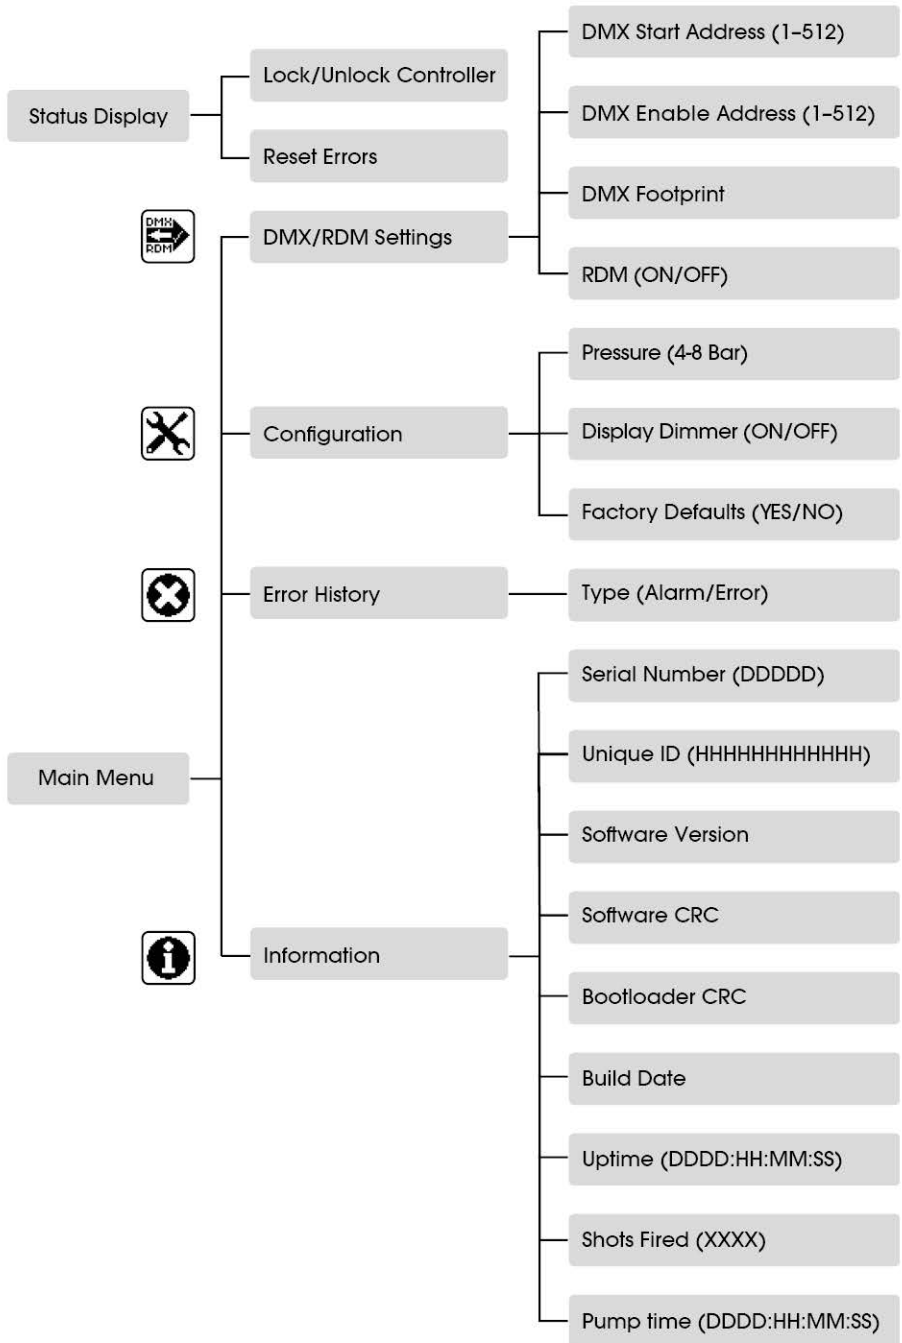 DMX Start Address (1–512)
Lock/Unlock Controller
Status Display
DMX Enable Address (1–512)
Reset Errors
DMX Footprint
DMX
RDM
DMX/RDM Settings
RDM (ON/OFF)
Pressure (4-8 Bar)
Configuration
Display Dimmer (ON/OFF)
Factory Defaults (YES/NO)
Error History
Type (Alarm/Error)
Serial Number (DDDDD)
Main Menu
Unique ID (HHHHHHHHHHHH)
Software Version
Software CRC
Information
Bootloader CRC
Build Date
Uptime (DDDD:HH:MM:SS)
Shots Fired (XXXX)
Pump time (DDDD:HH:MM:SS)